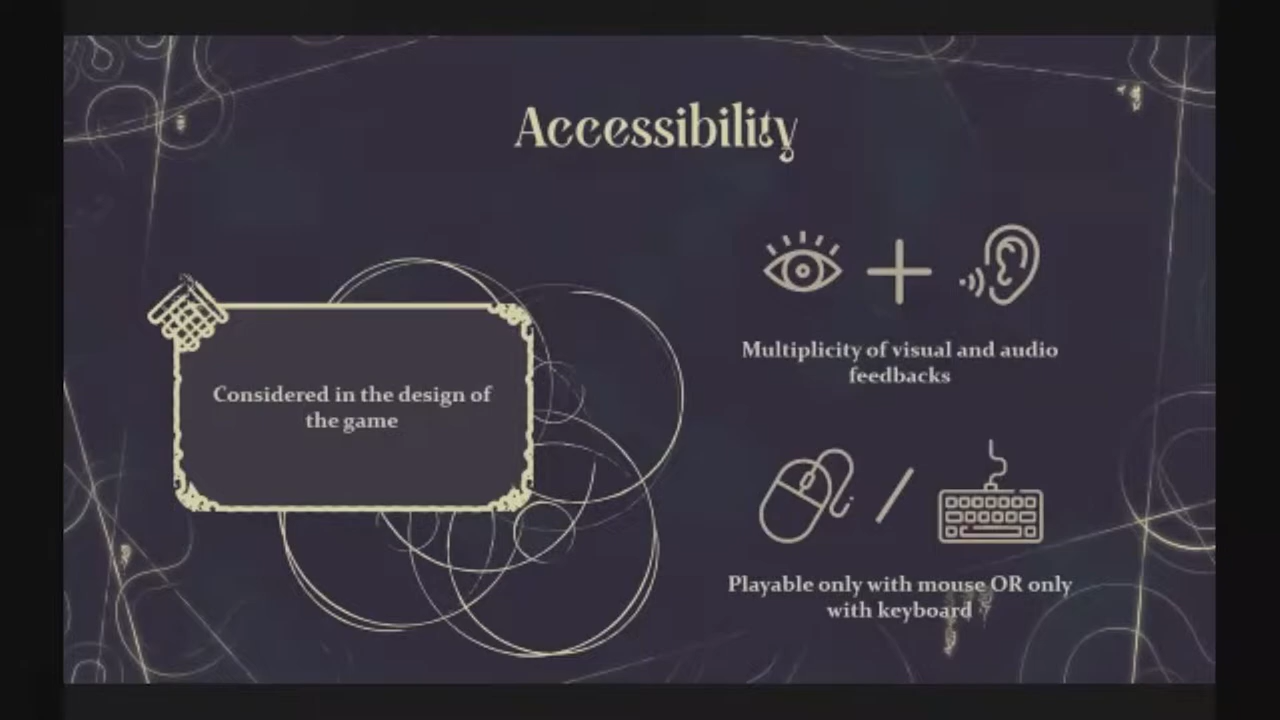 Accessibility
Considered in the design of
the game
Multiplicity of visual and audio
feedbacks
Playable only with mouse OR only
with keyboard